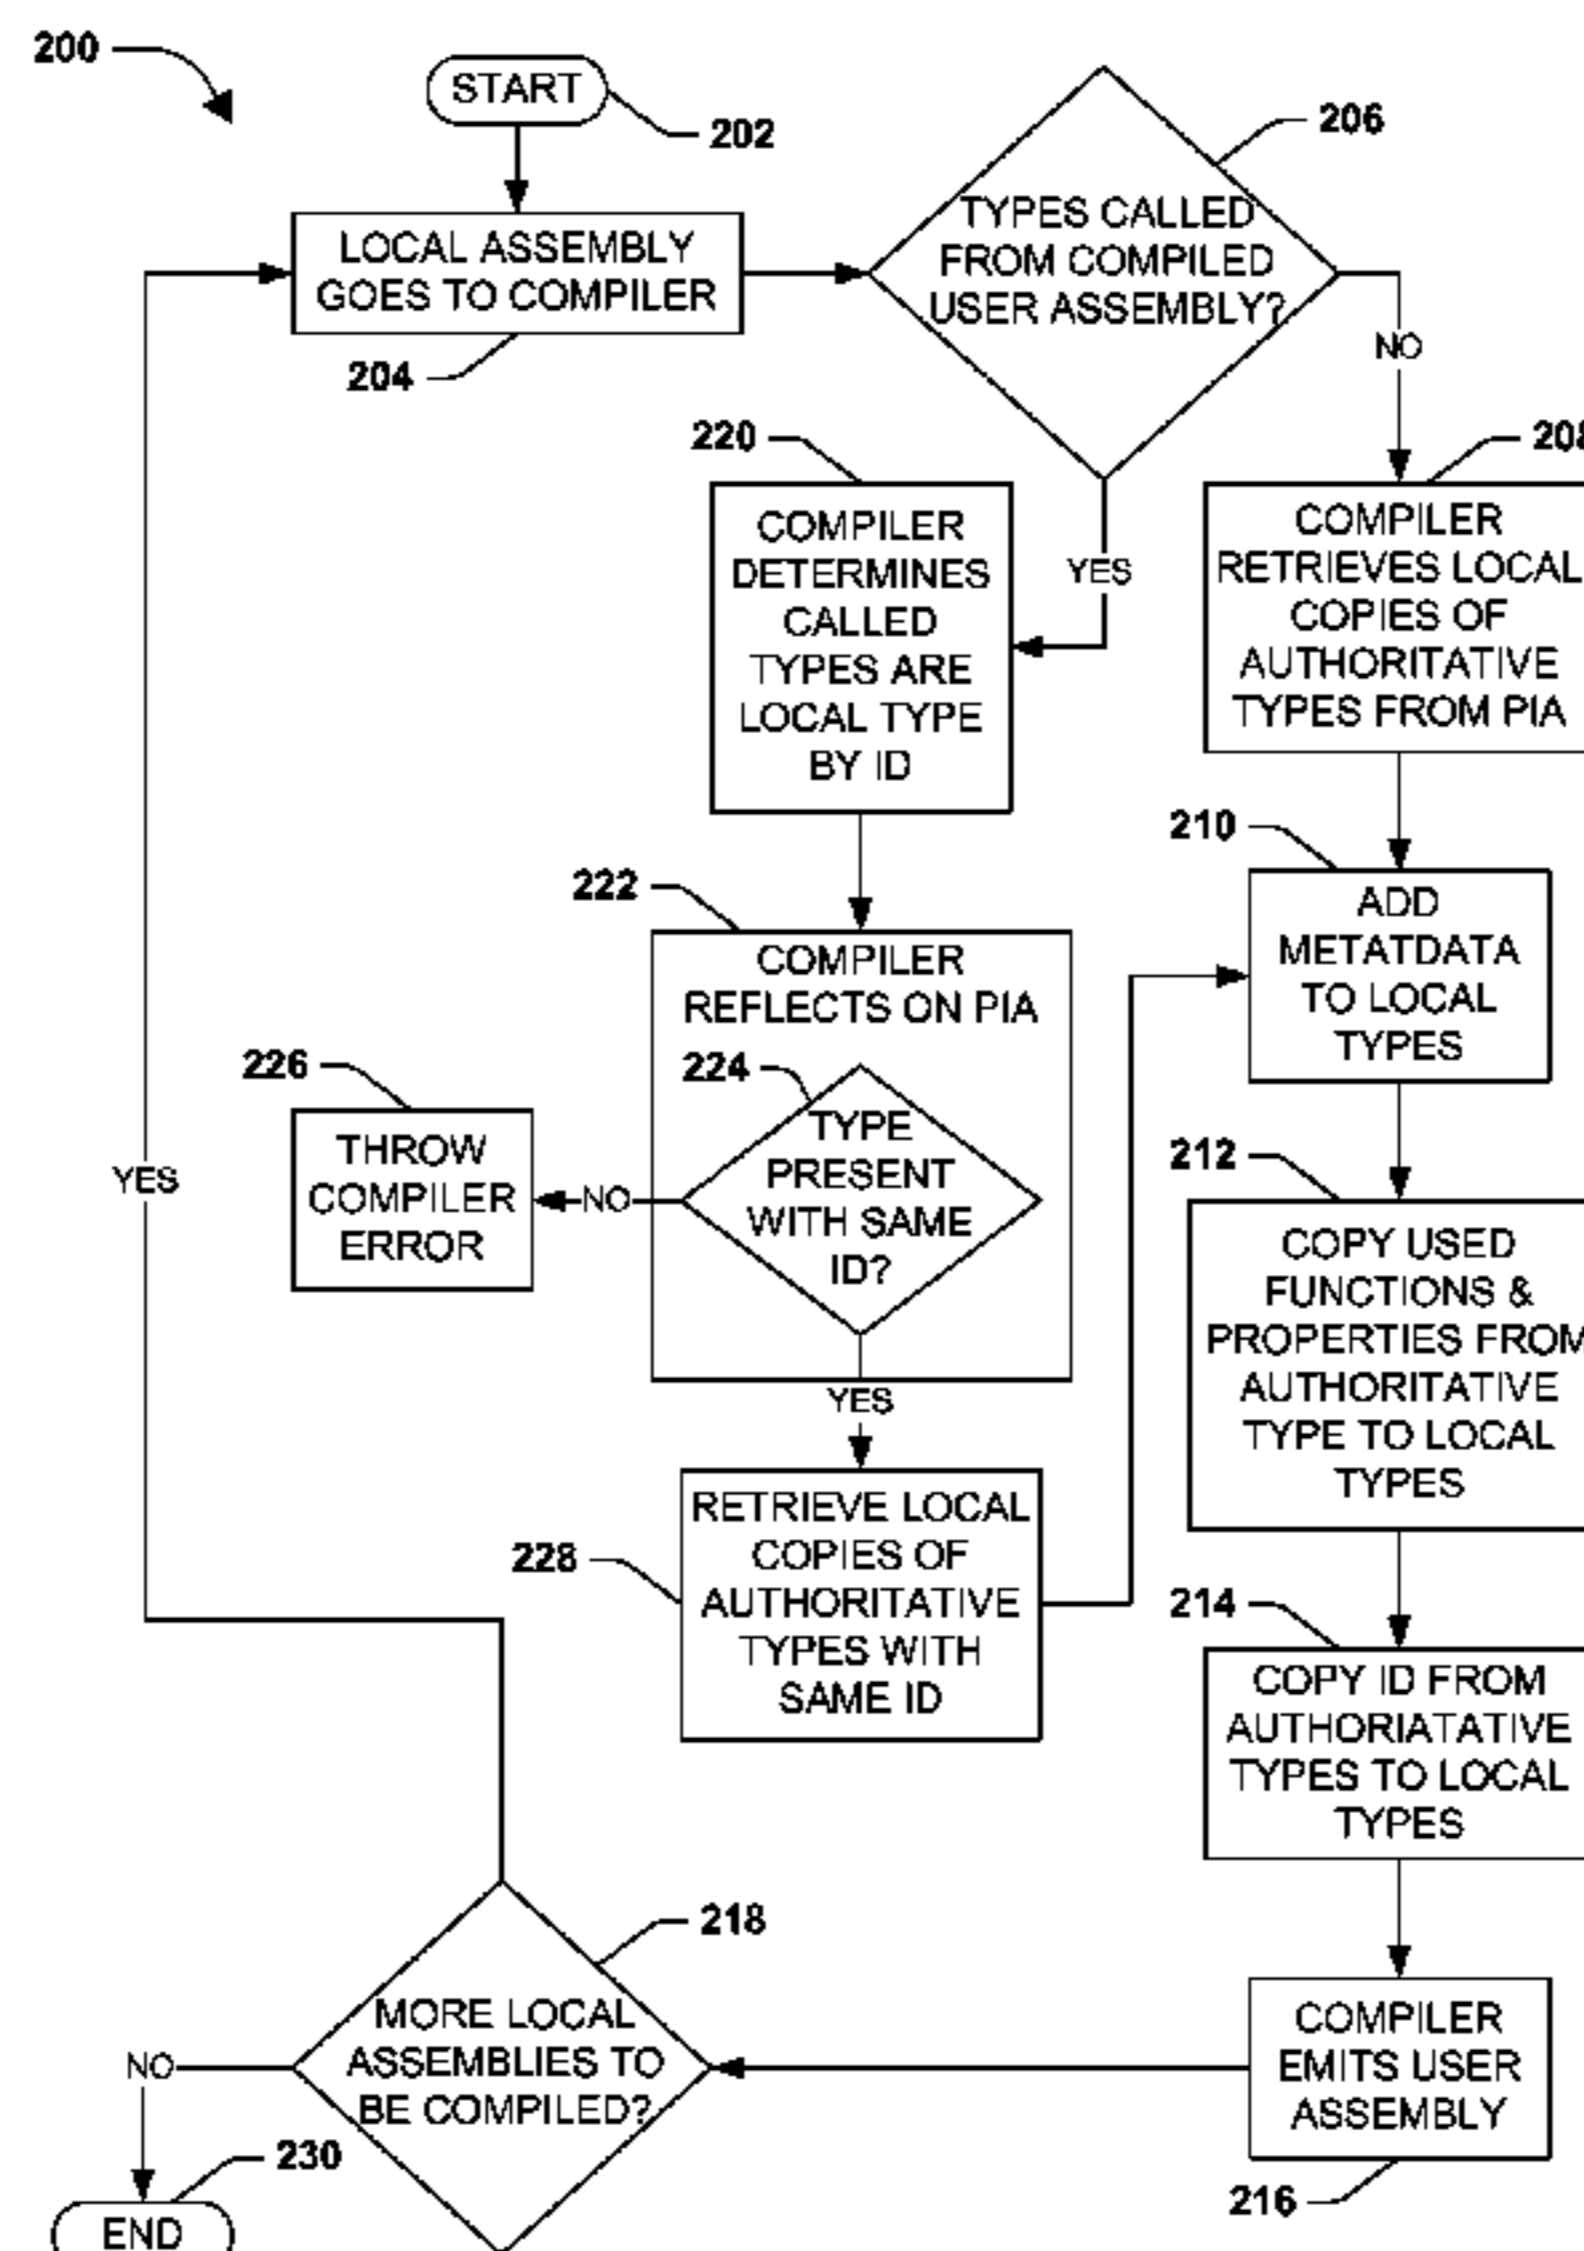 200
START
202
206
LOCAL ASSEMBLY
GOES TO COMPILER
204
TYPES CALLED
FROM COMPILED
USER ASSEMBLY?
NO
YES
220
COMPILER
DETERMINES
CALLED
TYPES ARE
LOCAL TYPE
BY ID
208
COMPILER
RETRIEVES LOCAL
COPIES OF
AUTHORITATIVE
TYPES FROM PIA
210
ADD
METATDATA
TO LOCAL
TYPES
222
COMPILER
REFLECTS ON PIA
224
TYPE
PRESENT
WITH SAME
ID?
NO
226
THROW
COMPILER
ERROR
YES
YES
212
COPY USED
FUNCTIONS &
PROPERTIES FROM
AUTHORITATIVE
TYPE TO LOCAL
TYPES
228
RETRIEVE LOCAL
COPIES OF
AUTHORITATIVE
TYPES WITH
SAME ID
214
COPY ID FROM
AUTHORIATATIVE
TYPES TO LOCAL
TYPES
218
MORE LOCAL
ASSEMBLIES TO
BE COMPILED?
NO
COMPILER
EMITS USER
ASSEMBLY
216
230
END